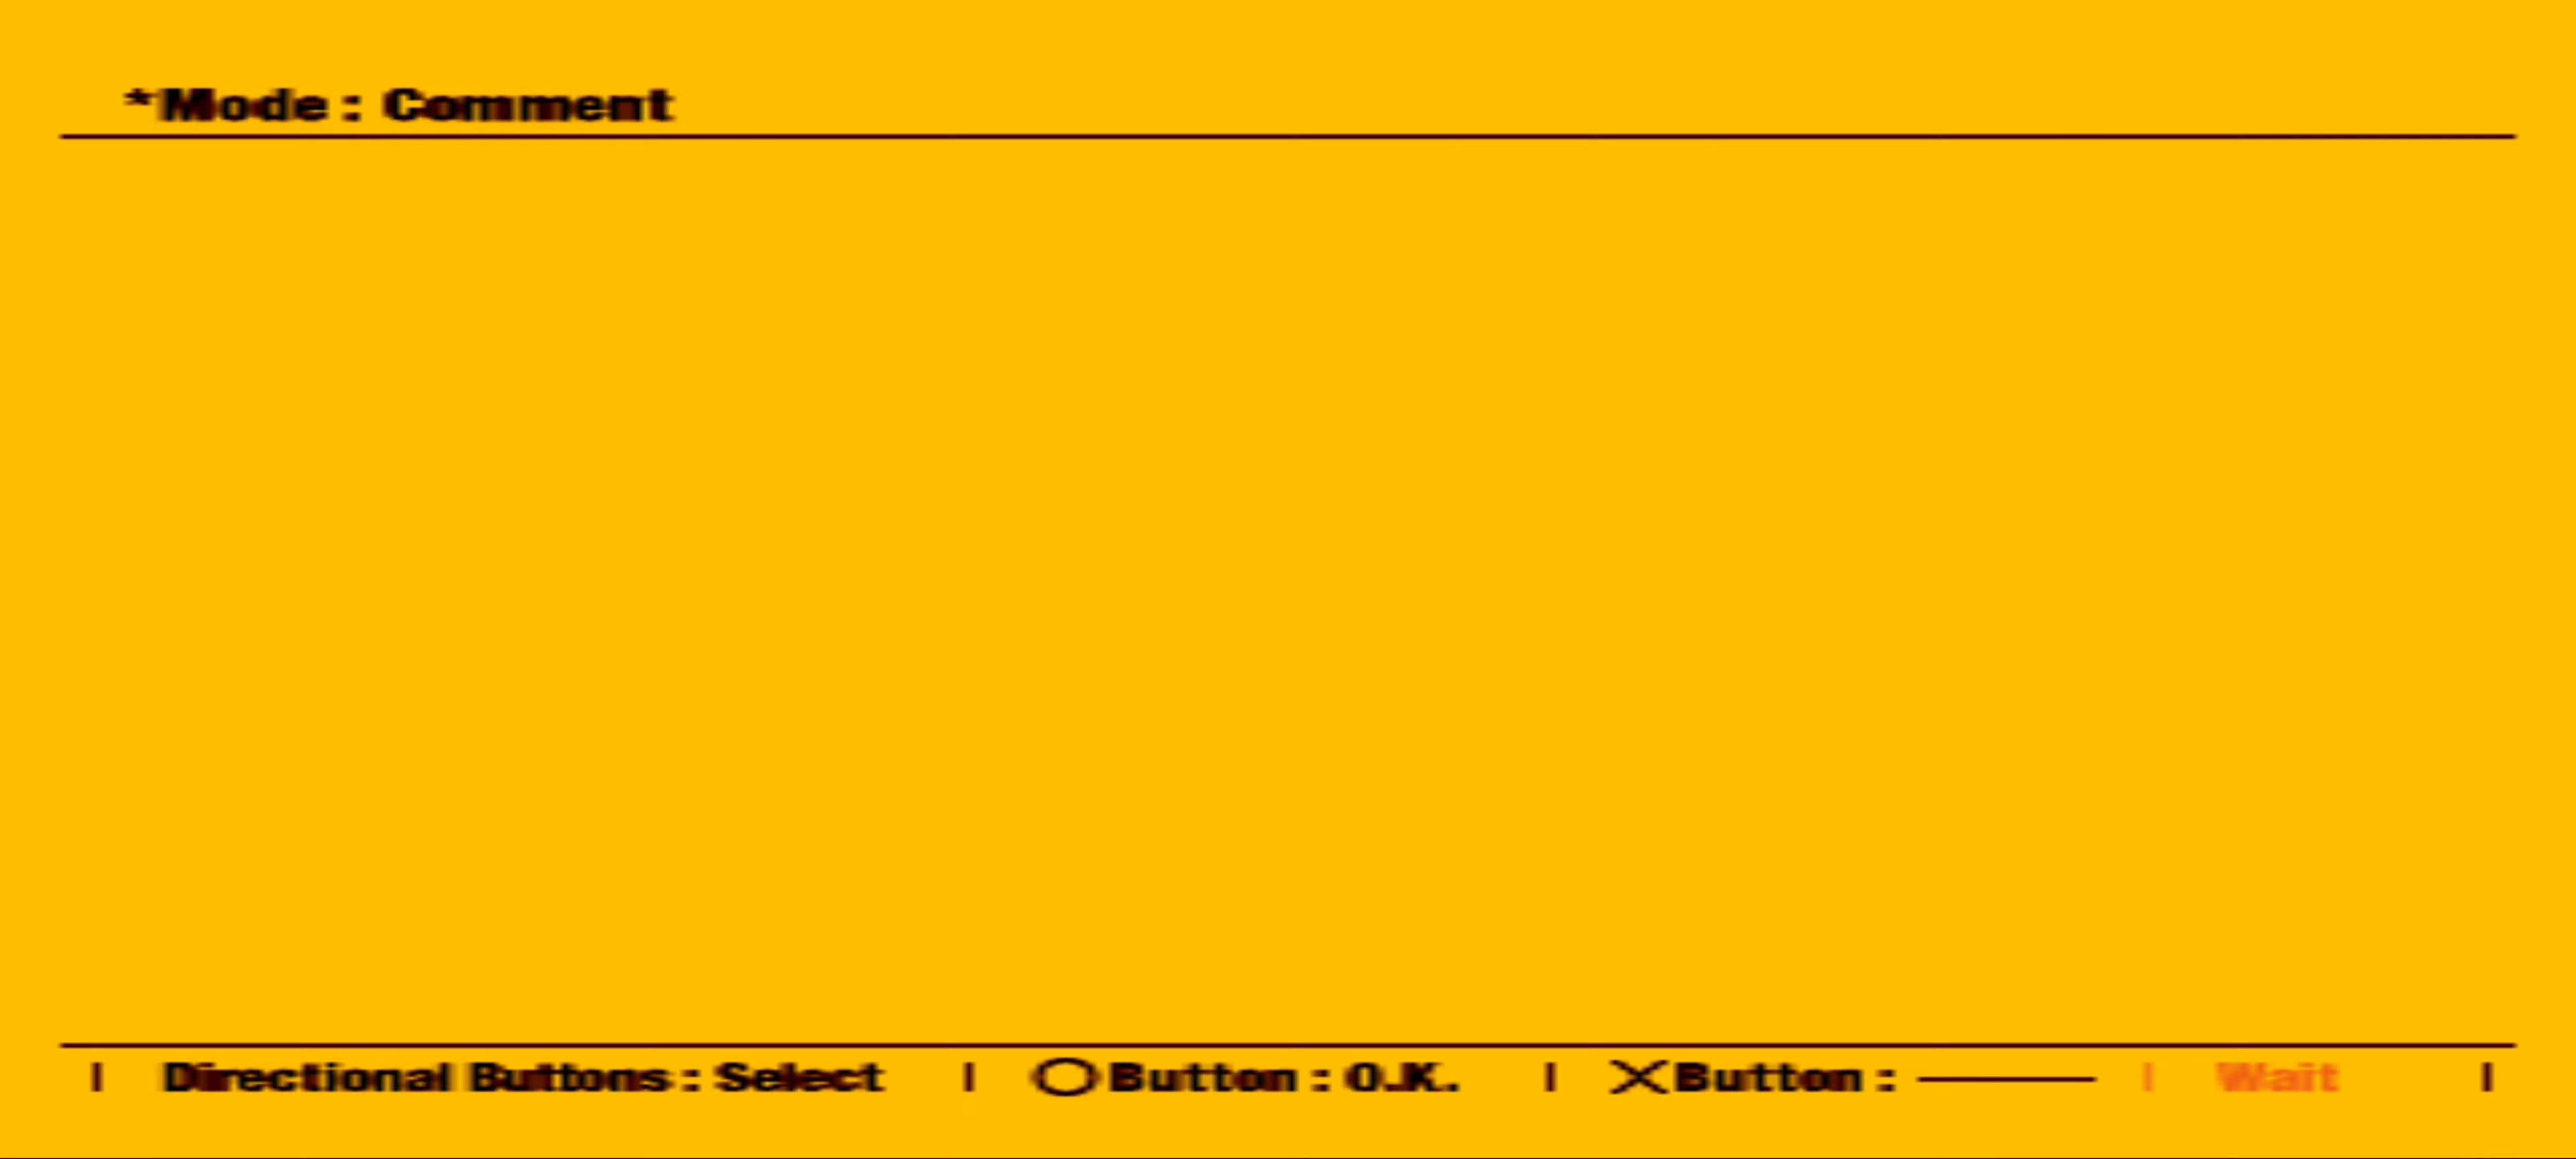 *Mode: Comment
| Directional Buttons: Select | ○Button: O.K. | ×Button: —— | Wait |